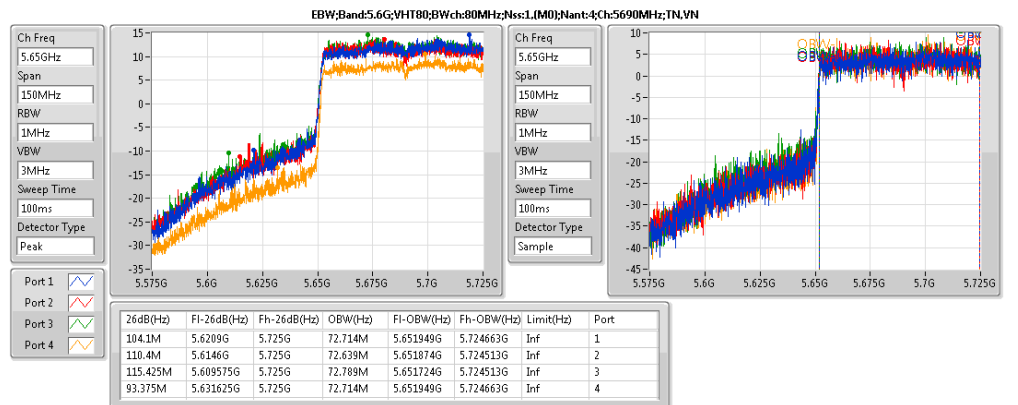 EBW;Band:5.6G;VHT80;BWch:80MHz;Nss:1,(M0);Nant:4;Ch:5690MHz;TN,VN
Ch Freq
5.65GHz
Span
150MHz
RBW
1MHz
VBW
3MHz
Sweep Time
100ms
Detector Type
Peak
15
10
5
0
-5
-10
-15
-20
-25
-30
-35
5.575G 5.6G 5.625G 5.65G 5.675G 5.7G 5.725G
Ch Freq
5.65GHz
Span
150MHz
RBW
1MHz
VBW
3MHz
Sweep Time
100ms
Detector Type
Sample
10
5
0
-5
-10
-15
-20
-25
-30
-35
-40
-45
5.575G 5.6G 5.625G 5.65G 5.675G 5.7G 5.725G
Port 1
Port 2
Port 3
Port 4
26dB(Hz) Fl-26dB(Hz) Fh-26dB(Hz) OBW(Hz) Fl-OBW(Hz) Fh-OBW(Hz) Limit(Hz) Port
104.1M 5.6209G 5.725G 72.714M 5.651949G 5.724663G Inf 1
110.4M 5.6146G 5.725G 72.639M 5.651874G 5.724513G Inf 2
115.425M 5.609575G 5.725G 72.789M 5.651724G 5.724513G Inf 3
93.375M 5.631625G 5.725G 72.714M 5.651949G 5.724663G Inf 4